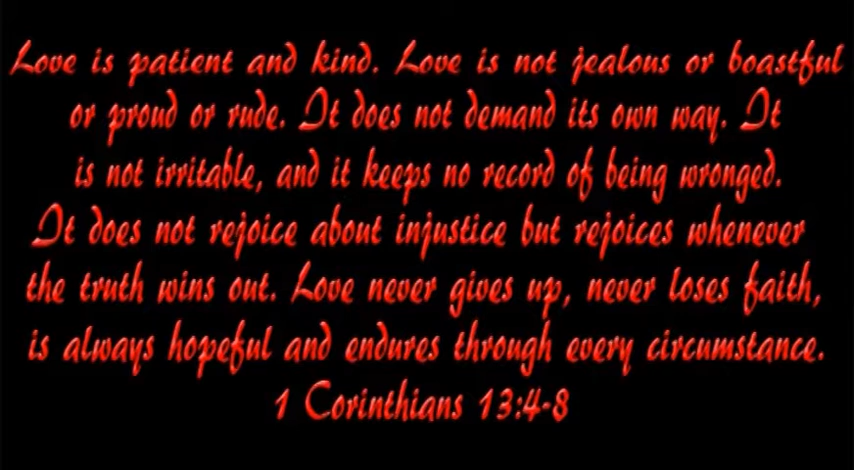 Love is patient and kind. Love is not jealous or boastful
or proud or rude. It does not demand its own way. It
is not irritable, and it keeps no record of being wronged.
It does not rejoice about injustice but rejoices whenever
the truth wins out. Love never gives up, never loses faith,
is always hopeful and endures through every circumstance.
1 Corinthians 13:4-8